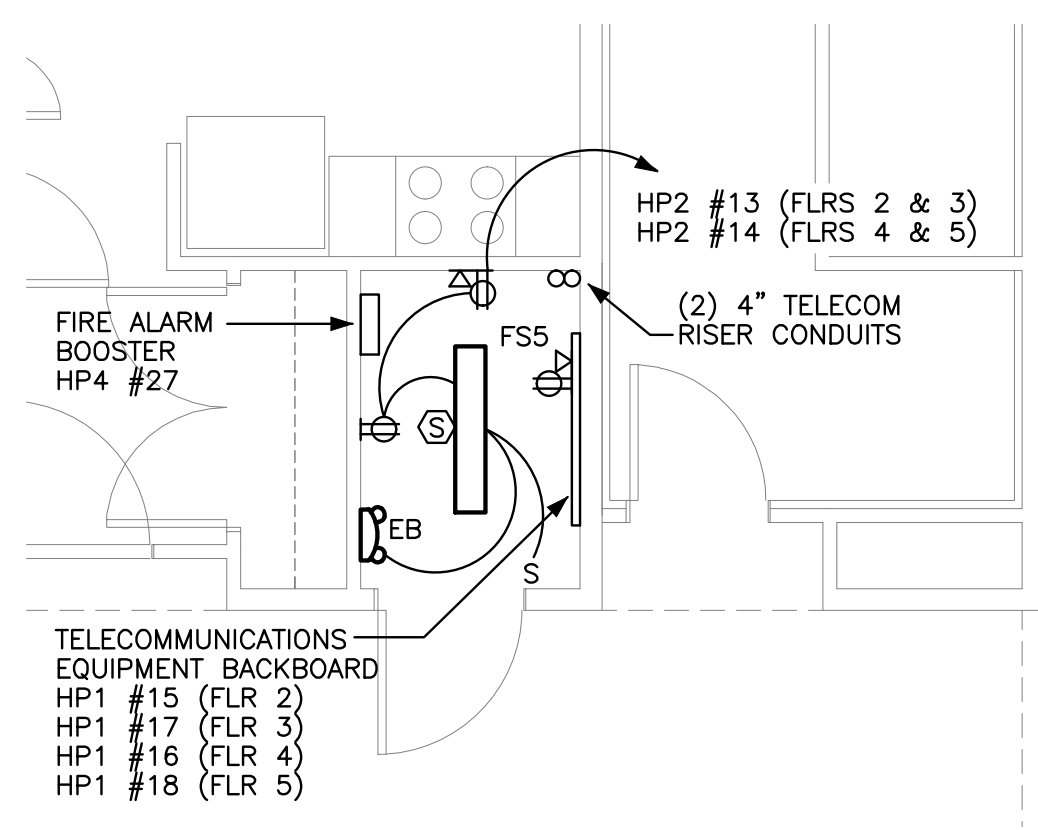 HP2 #13 (FLRS 2 & 3)
HP2 #14 (FLRS 4 & 5)
(2) 4” TELECOM
RISER CONDUITS
FIRE ALARM
BOOSTER
HP4 #27
FS5
S
EB
S
TELECOMMUNICATIONS
EQUIPMENT BACKBOARD
HP1 #15 (FLR 2)
HP1 #17 (FLR 3)
HP1 #16 (FLR 4)
HP1 #18 (FLR 5)